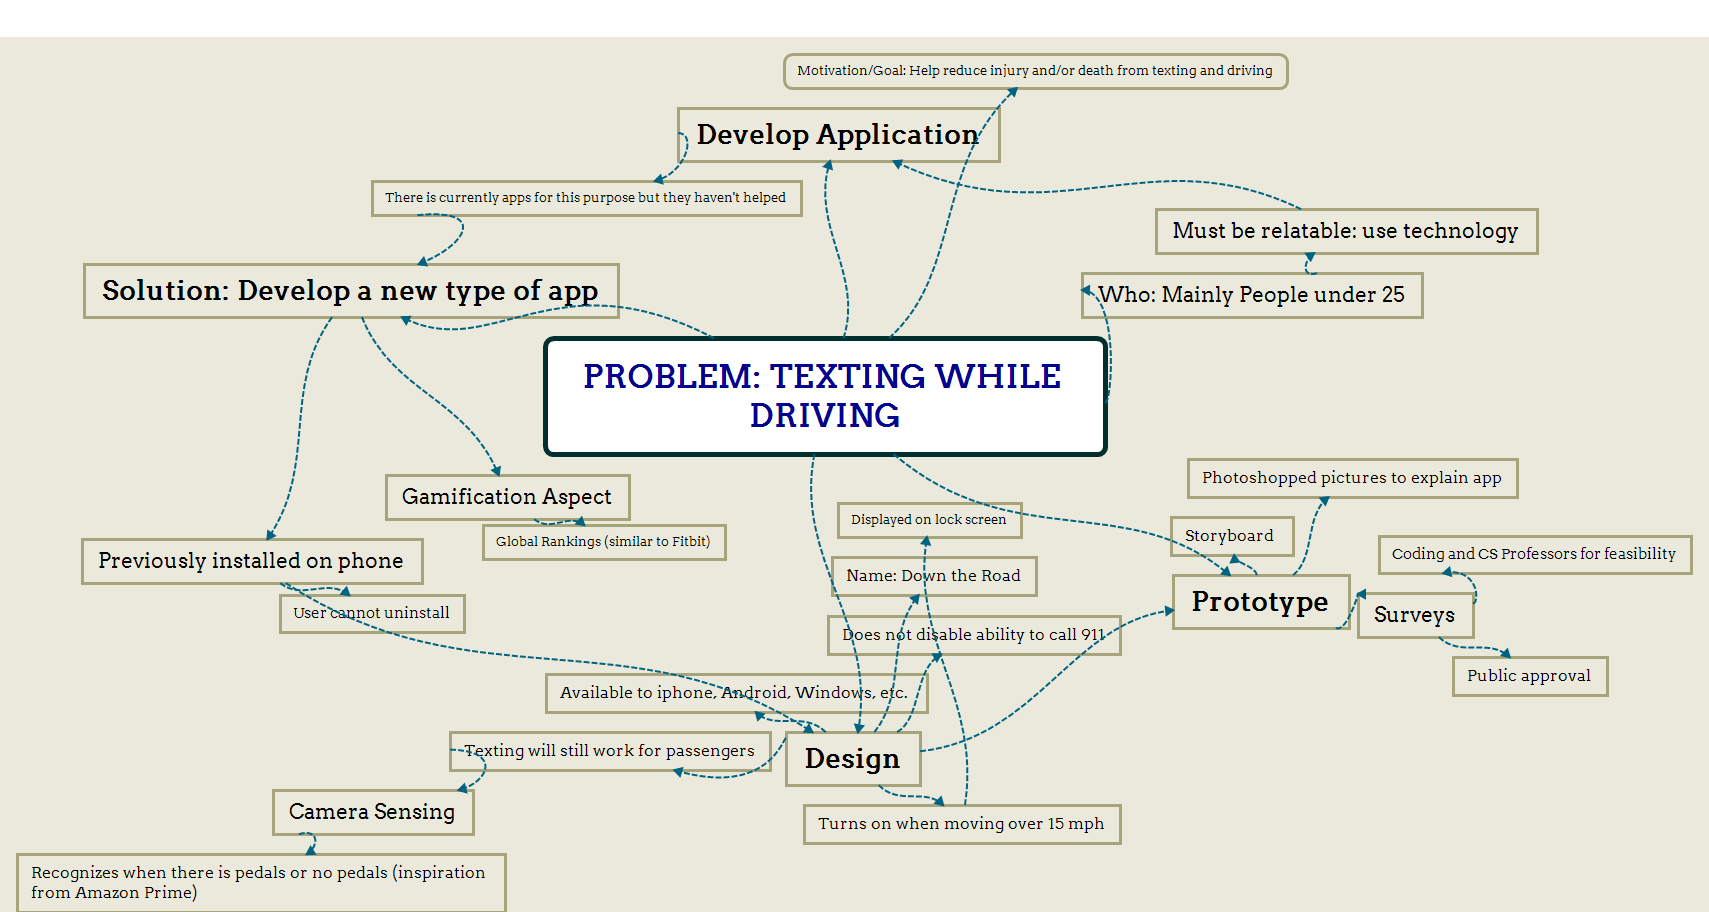 Motivation/Goal: Help reduce injury and/or death from texting and driving
Develop Application
There is currently apps for this purpose but they haven't helped
Must be relatable: use technology
Solution: Develop a new type of app
Who: Mainly People under 25
PROBLEM: TEXTING WHILE
DRIVING
Photoshopped pictures to explain app
Gamification Aspect
Displayed on lock screen
Storyboard
Global Rankings (similar to Fitbit)
Coding and CS Professors for feasibility
Previously installed on phone
Name: Down the Road
Prototype
User cannot uninstall
Surveys
Does not disable ability to call 911
Public approval
Available to iphone, Android, Windows, etc.
Texting will still work for passengers
Design
Camera Sensing
Turns on when moving over 15 mph
Recognizes when there is pedals or no pedals (inspiration
from Amazon Prime)